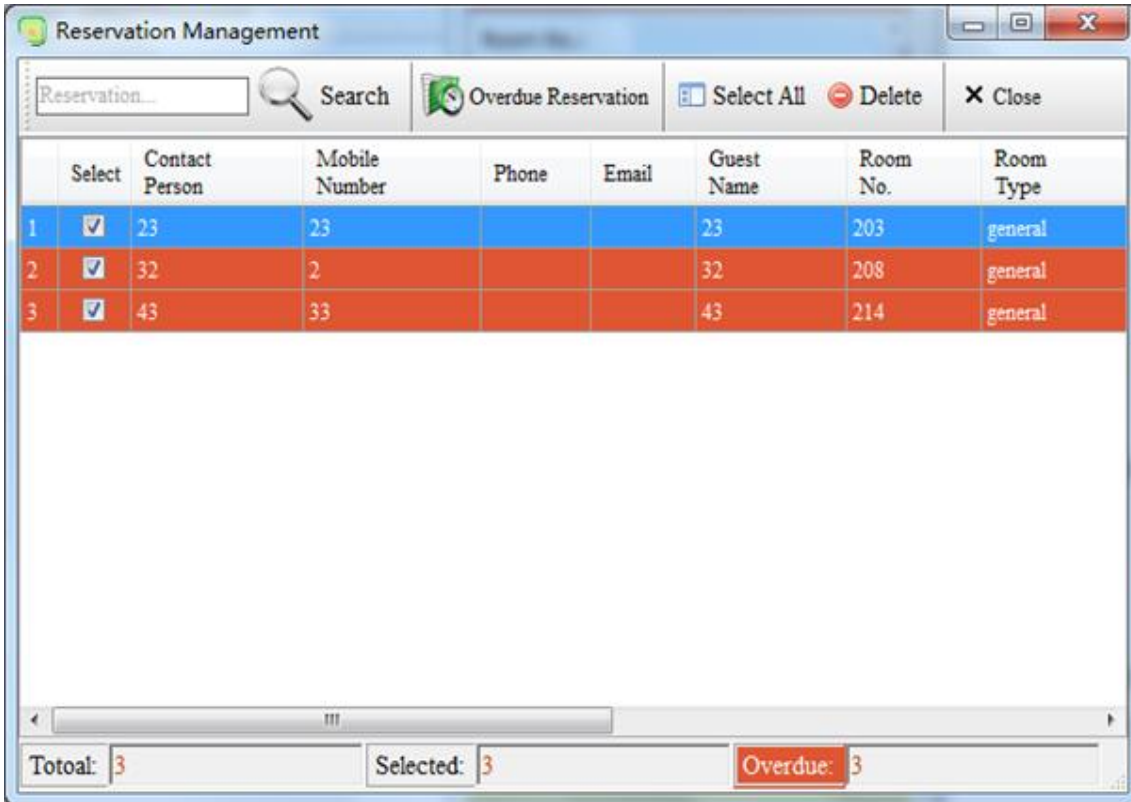 Reservation Management
Reservation... Search Overdue Reservation Select All Delete Close
Select Contact Person Mobile Number Phone Email Guest Name Room No. Room Type
1 23 23 23 203 general
2 32 2 32 208 general
3 43 33 43 214 general
Totoal: 3 Selected: 3 Overdue: 3